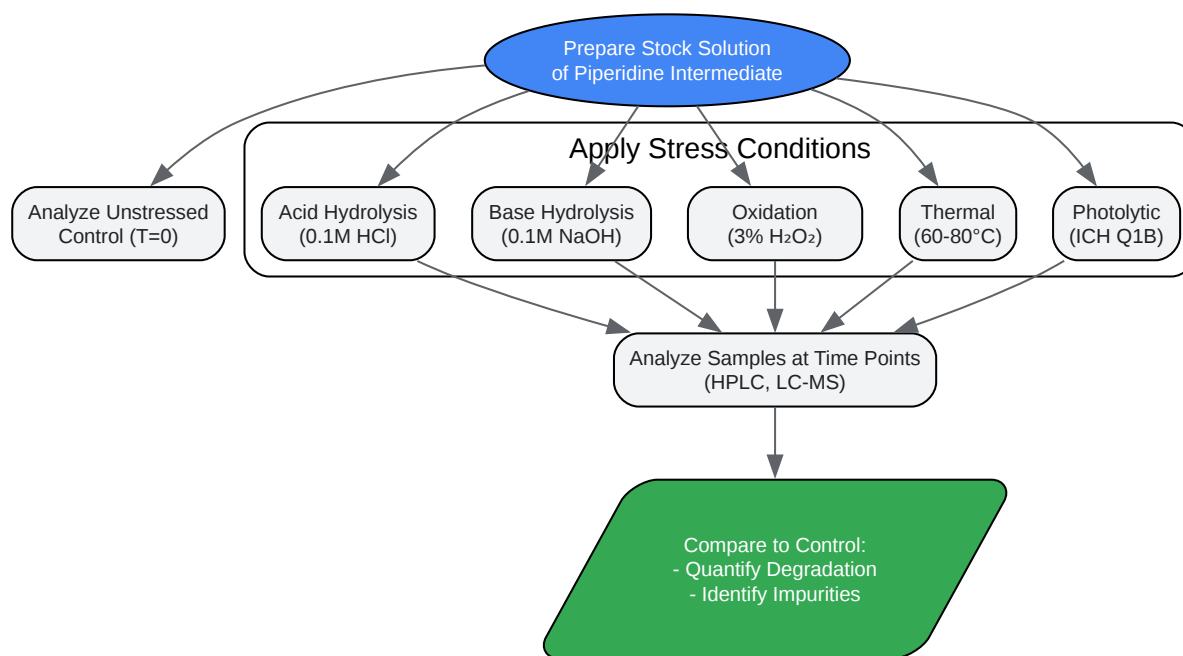 Prepare Stock Solution
of Piperidine Intermediate
Apply Stress Conditions
Analyze Unstressed
Control (T=0)
Acid Hydrolysis
(0.1M HCl)
Base Hydrolysis
(0.1M NaOH)
Oxidation
(3% H₂O₂)
Thermal
(60-80°C)
Photolytic
(ICH Q1B)
Analyze Samples at Time Points
(HPLC, LC-MS)
Compare to Control:
- Quantify Degradation
- Identify Impurities